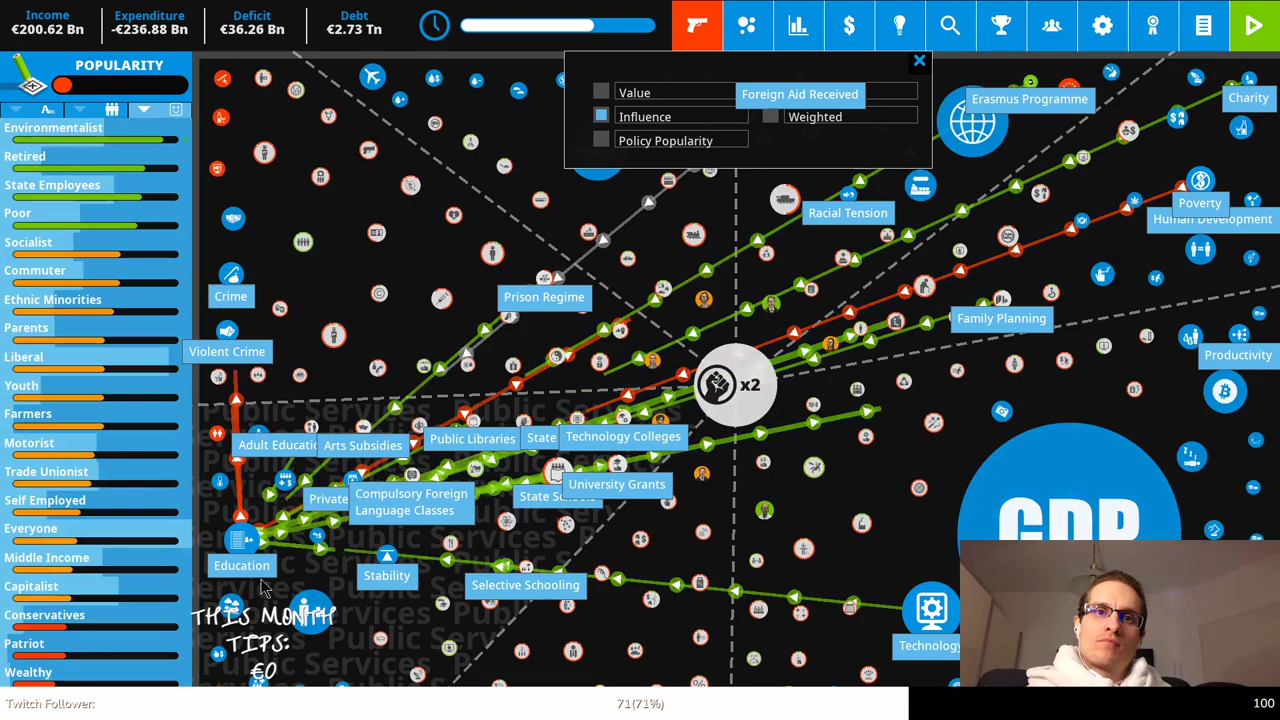 Income
€200.62 Bn
Expenditure
-€236.88 Bn
Deficit
€36.26 Bn
Debt
€2.73 Tn
POPULARITY
Environmentalist
Retired
State Employees
Poor
Socialist
Commuter
Ethnic Minorities
Parents
Liberal
Youth
Farmers
Motorist
Trade Unionist
Self Employed
Everyone
Middle Income
Capitalist
Conservatives
Patriot
Wealthy
Value
Foreign Aid Received
Influence
Weighted
Policy Popularity
Erasmus Programme
Charity
Racial Tension
Poverty
Human Development
Crime
Prison Regime
Family Planning
Violent Crime
Productivity
x2
Public Services
Adult Educatio
Arts Subsidies
Public Libraries
State
Technology Colleges
Private
Compulsory Foreign
Language Classes
State Sc
University Grants
GDP
Education
Stability
Selective Schooling
Technology
THIS MONTH
TIPS:
€0
Twitch Follower:
71(71%)
100